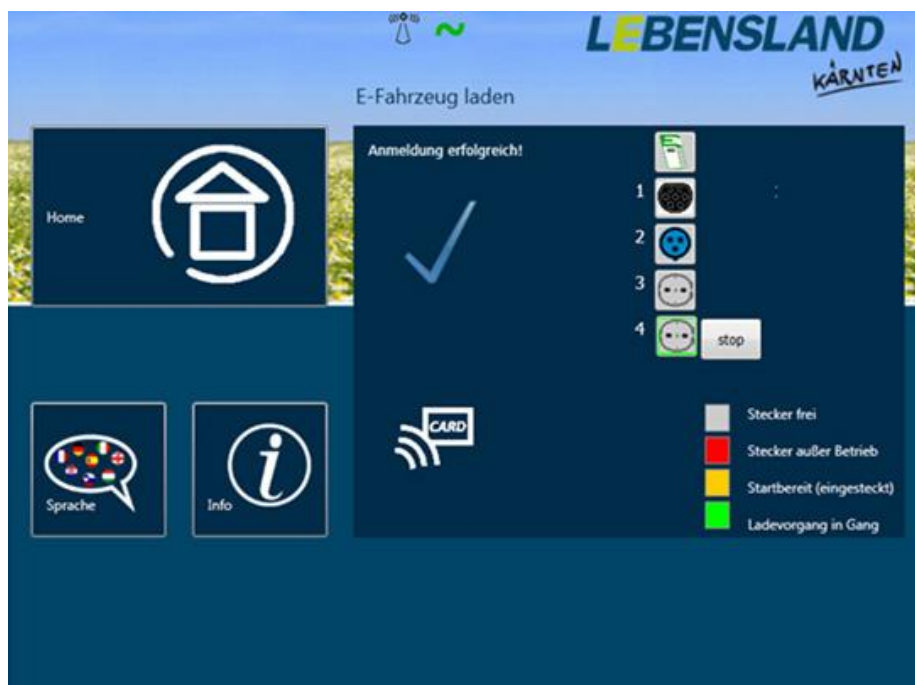 LEBENSLAND
KÄRNTEN
E-Fahrzeug laden
Home
Anmeldung erfolgreich!
1
2
3
4
stop
CARD
Stecker frei
Stecker außer Betrieb
Startbereit (eingesteckt)
Ladevorgang in Gang
Sprache
Info
i